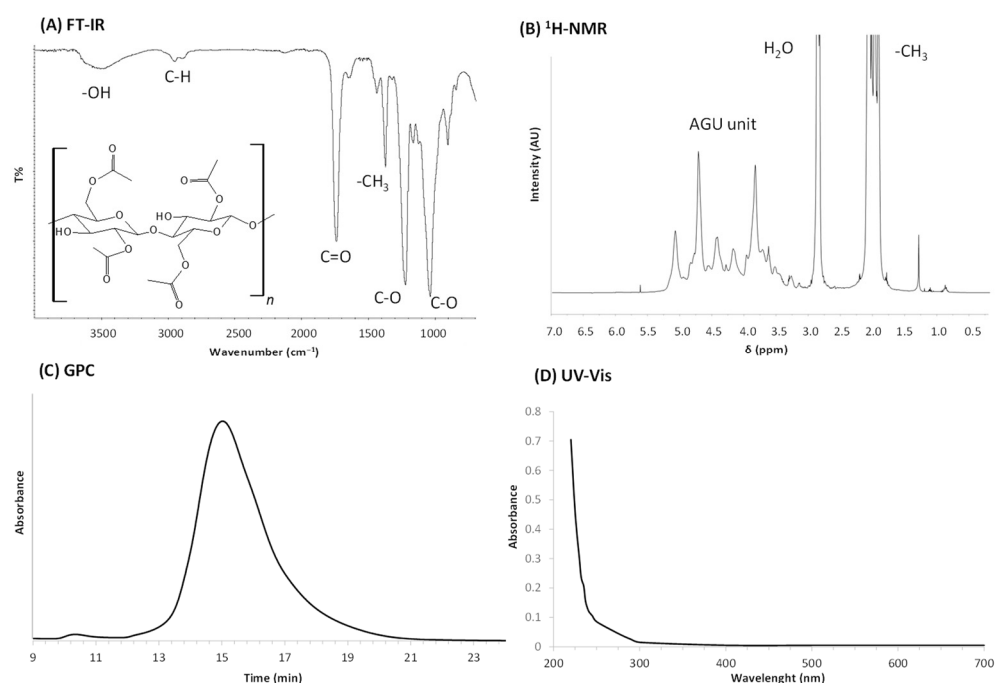 (A) FT-IR
-OH
C-H
C=O
-CH₃
C-O
C-O
T%
O
O
O
O
O
O
HO
HO
O
O
O
O
O
O
n
3500 3000 2500 2000 1500 1000
Wavenumber (cm⁻¹)
(B) ¹H-NMR
H₂O
-CH₃
AGU unit
Intensity (AU)
7.0 6.5 6.0 5.5 5.0 4.5 4.0 3.5 3.0 2.5 2.0 1.5 1.0 0.5
δ (ppm)
(C) GPC
Absorbance
9 11 13 15 17 19 21 23
Time (min)
(D) UV-Vis
0.8
0.7
0.6
0.5
0.4
0.3
0.2
0.1
0
Absorbance
200 300 400 500 600 700
Wavelenght (nm)